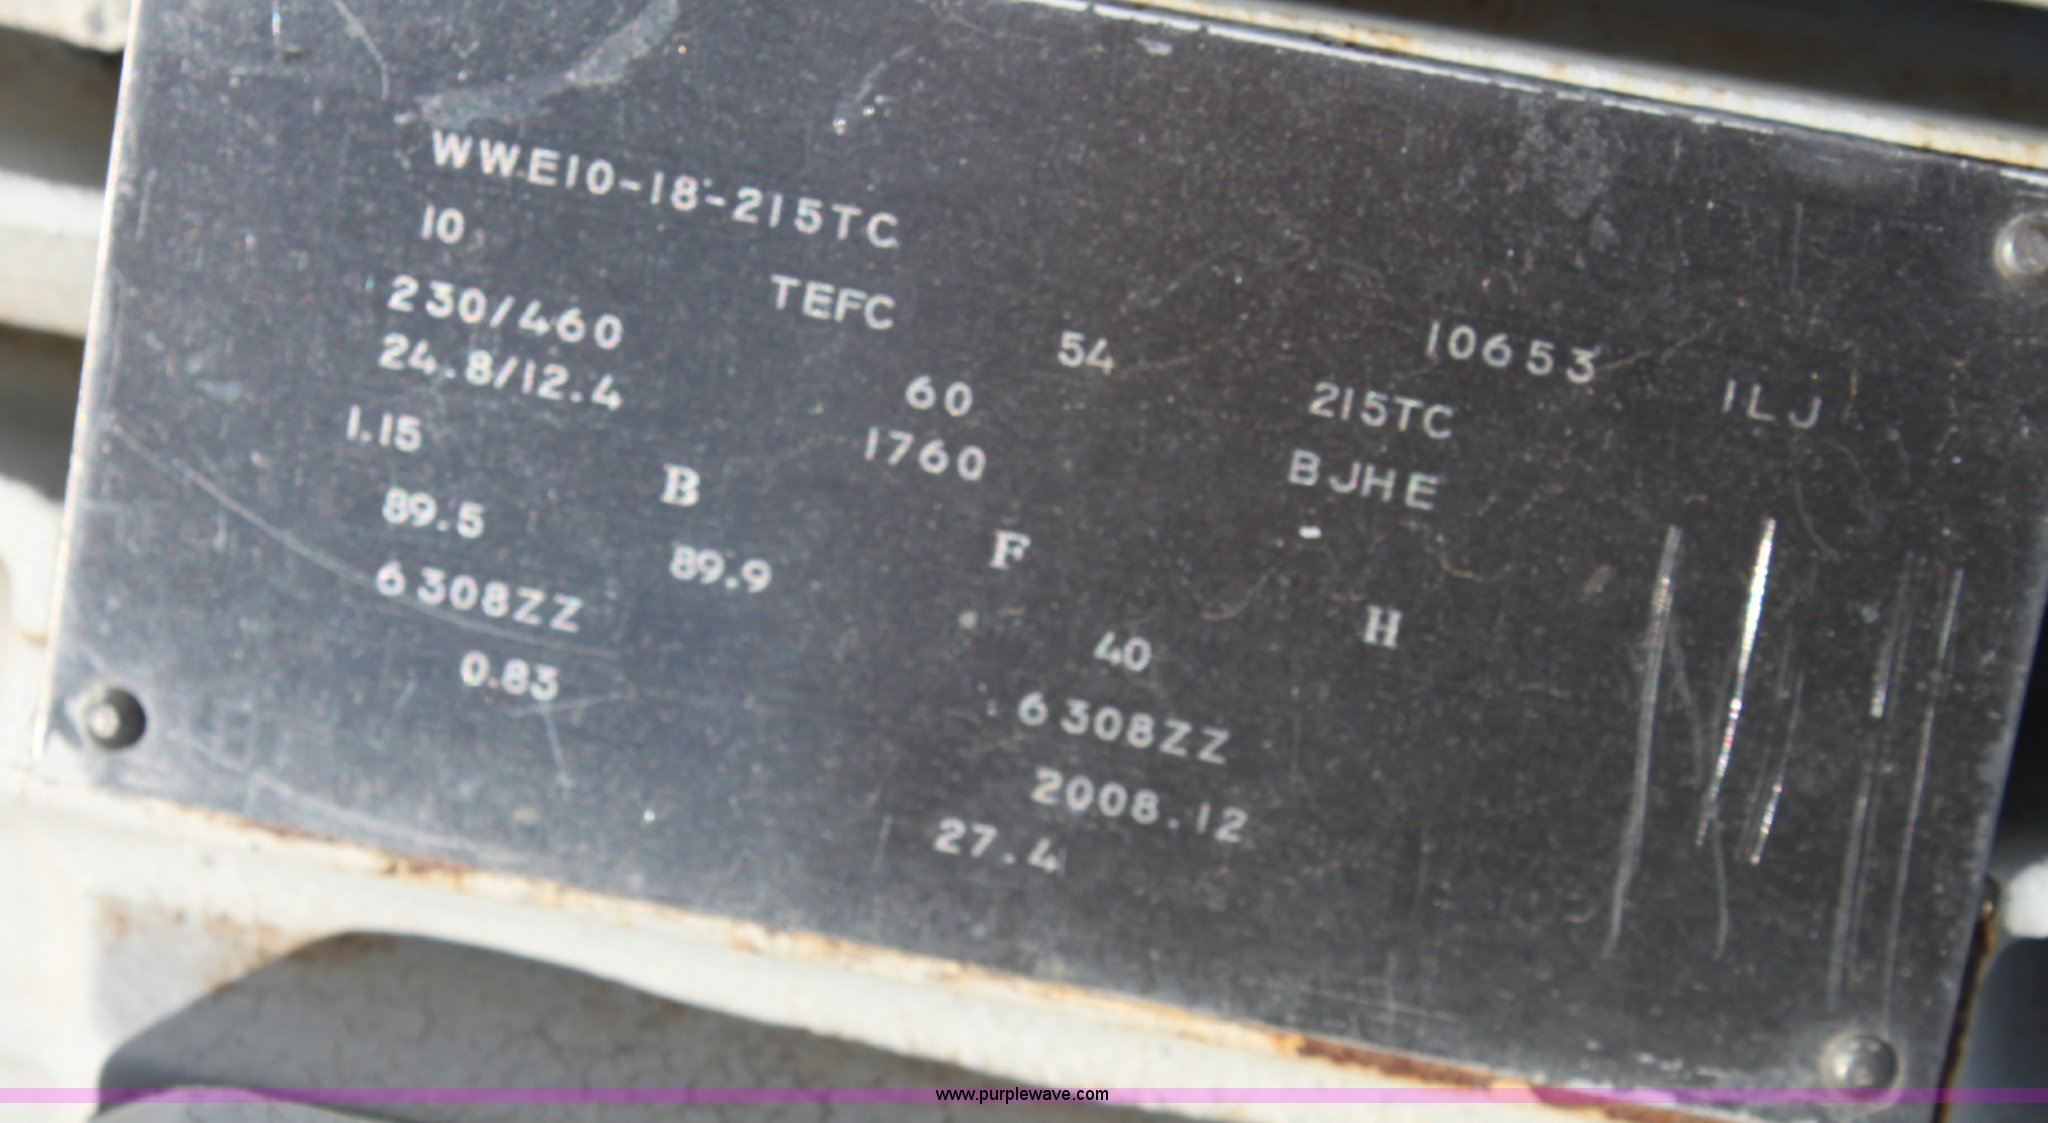 WWE10-18-215TC 10653 1LJ
10 TEFC 54 215TC
230/460 60 BJHE
24.8/12.4 1760 -
1.15 B F H
89.5 89.9 40
6308ZZ 6308ZZ
0.83 2008.12
27.4
www.purplewave.com